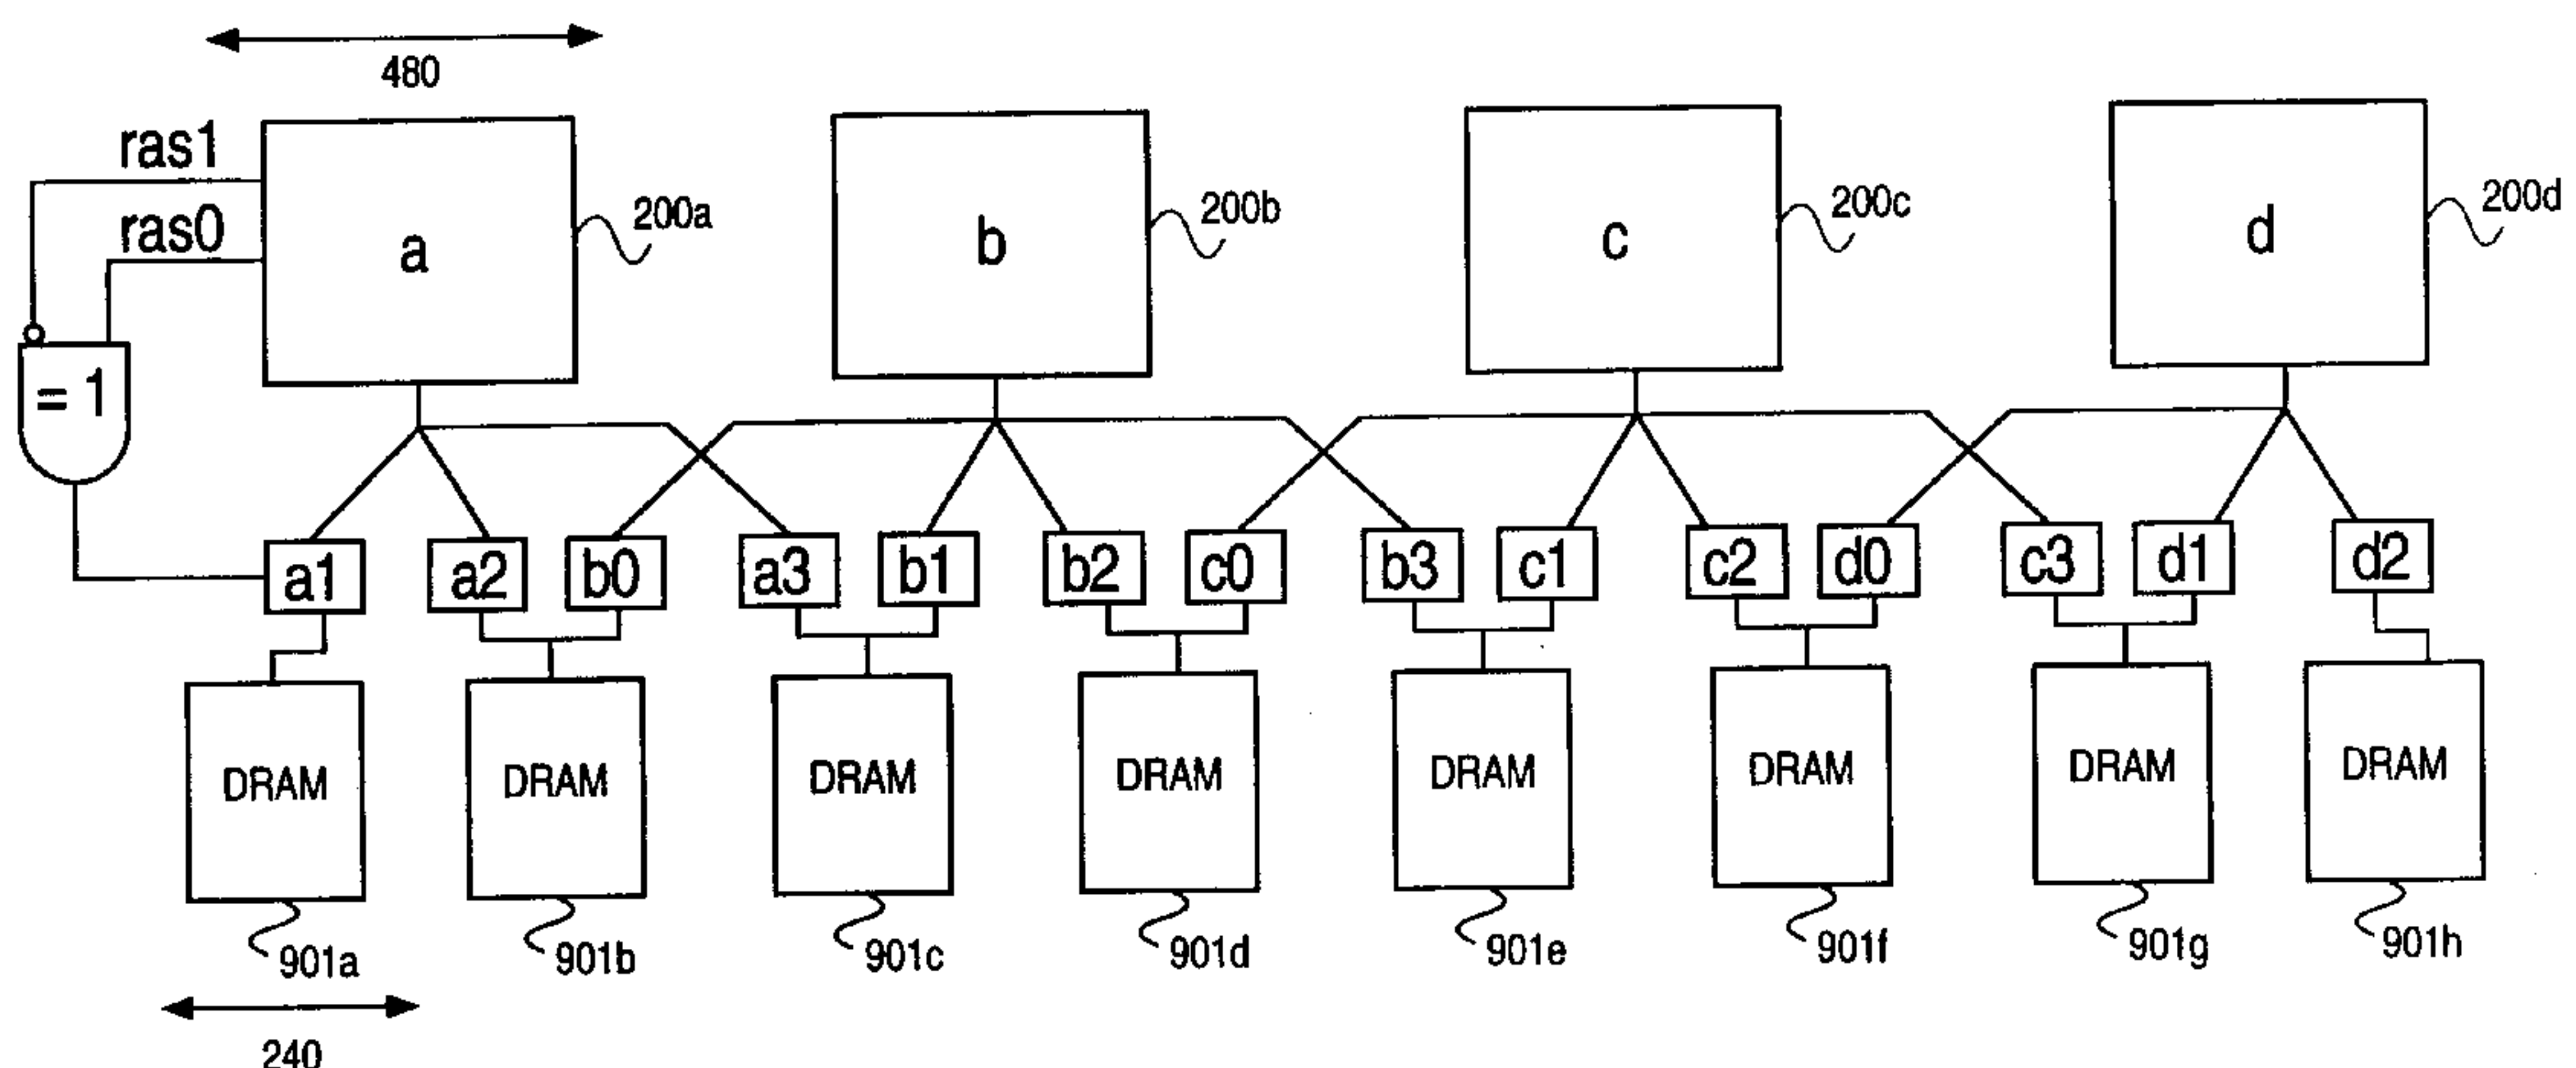 480
ras1
ras0
= 1
a
200a
b
200b
c
200c
d
200d
a1
a2
b0
a3
b1
b2
c0
b3
c1
c2
d0
c3
d1
d2
DRAM
DRAM
DRAM
DRAM
DRAM
DRAM
DRAM
DRAM
901a
901b
901c
901d
901e
901f
901g
901h
240